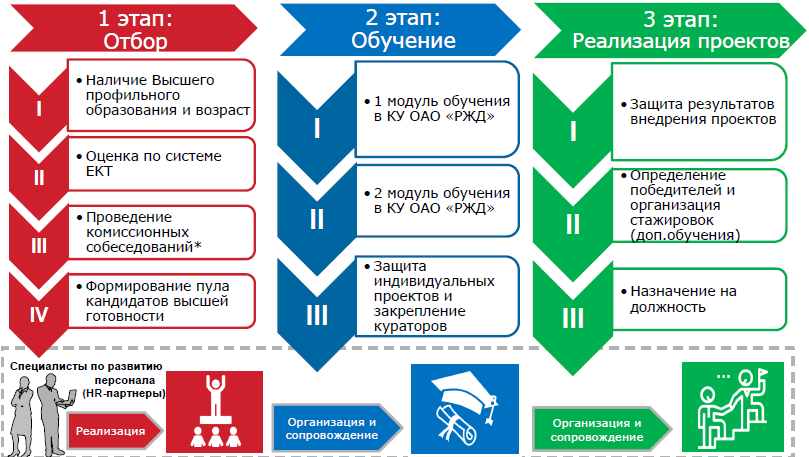 1 этап:
Отбор
I
• Наличие Высшего
профильного
образования и возраст
II
• Оценка по системе
ЕКТ
III
• Проведение
комиссионных
собеседований*
IV
• Формирование пула
кандидатов высшей
готовности
2 этап:
Обучение
I
• 1 модуль обучения
в КУ ОАО «РЖД»
II
• 2 модуль обучения
в КУ ОАО «РЖД»
III
• Защита
индивидуальных
проектов и
закрепление
кураторов
3 этап:
Реализация проектов
I
• Защита результатов
внедрения проектов
II
• Определение
победителей и
организация
стажировок
(доп.обучения)
III
• Назначение на
должность
Специалисты по развитию
персонала
(HR-партнеры)
Реализация
Организация и
сопровождение
Организация и
сопровождение
...